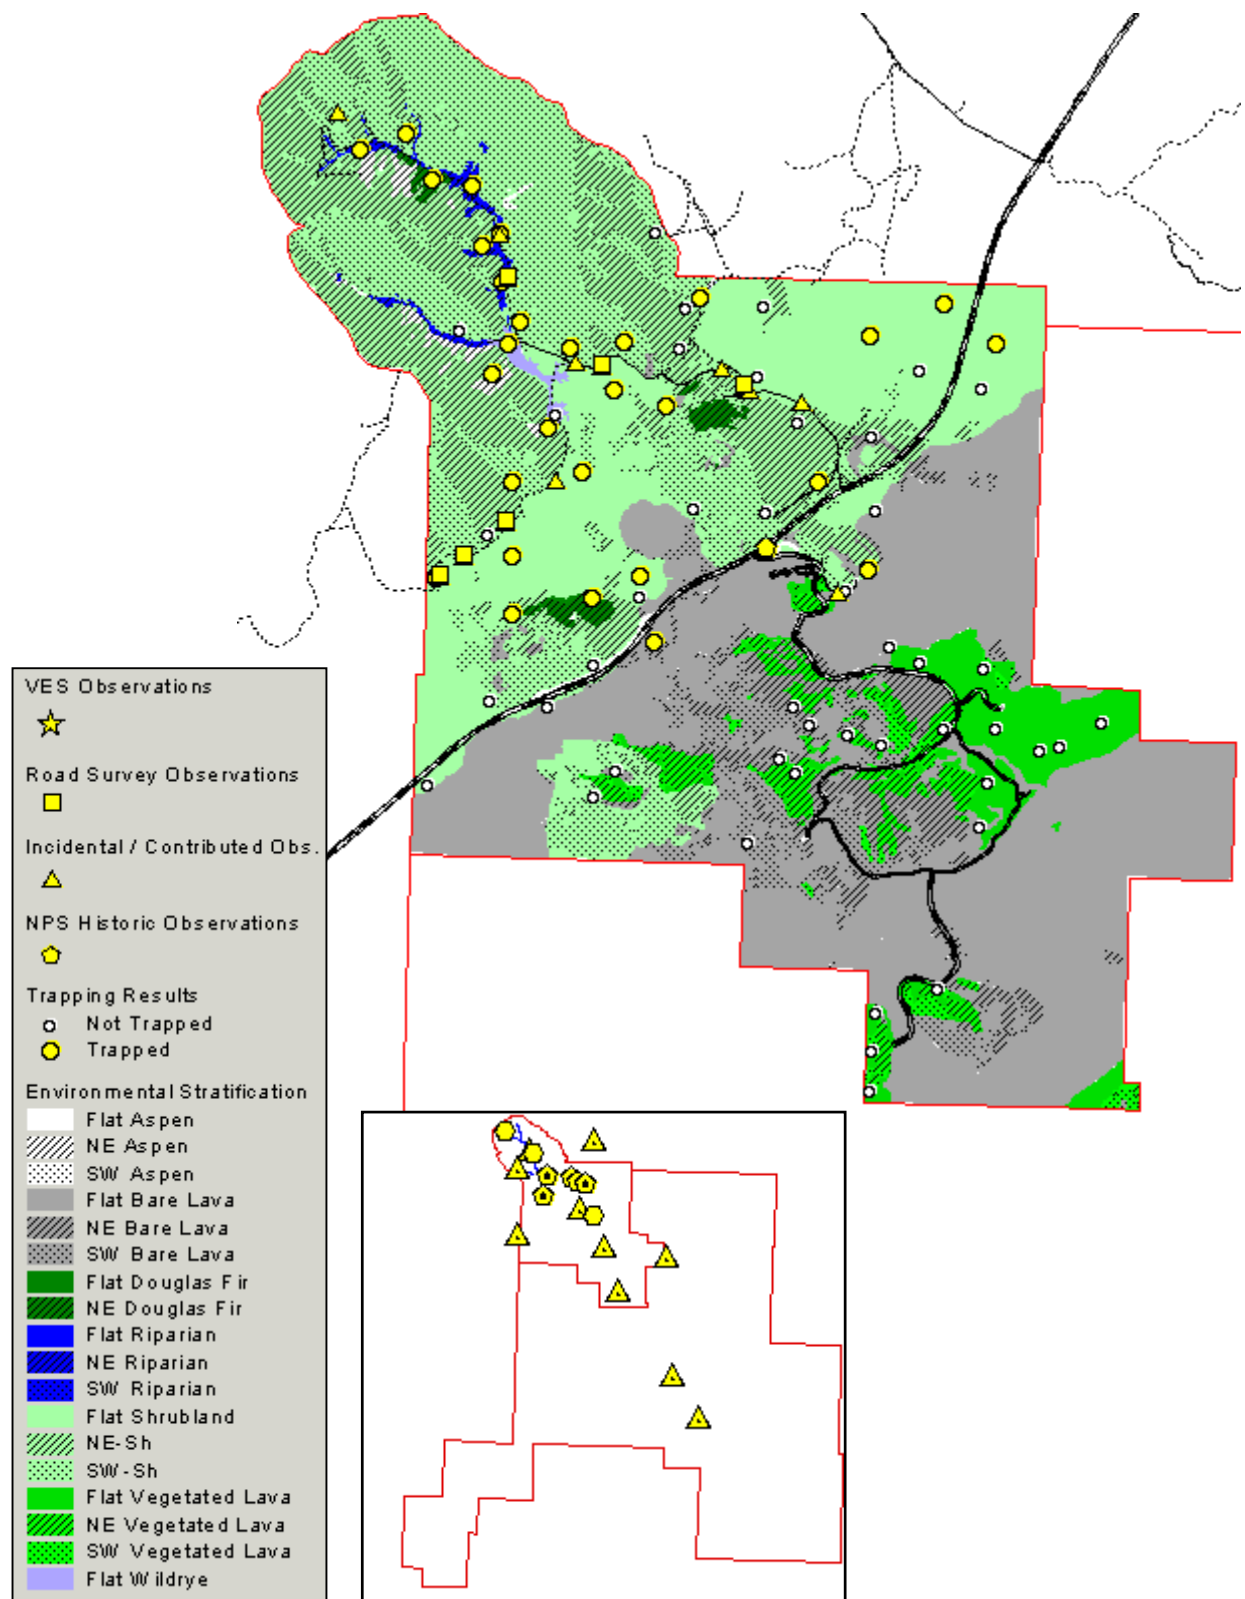 VES Observations
Road Survey Observations
Incidental / Contributed Obs.
NPS Historic Observations
Trapping Results
Not Trapped
Trapped
Environmental Stratification
Flat Aspen
NE Aspen
SW Aspen
Flat Bare Lava
NE Bare Lava
SW Bare Lava
Flat Douglas Fir
NE Douglas Fir
Flat Riparian
NE Riparian
SW Riparian
Flat Shrubland
NE-Sh
SW-Sh
Flat Vegetated Lava
NE Vegetated Lava
SW Vegetated Lava
Flat Wildrye